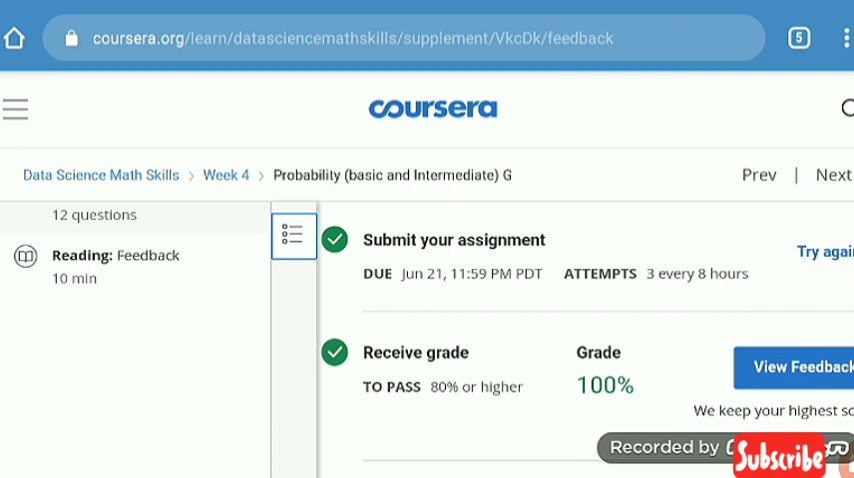 coursera.org/learn/datasciencemathskills/supplement/VkcDk/feedback
5
coursera
Data Science Math Skills > Week 4 > Probability (basic and Intermediate) G
Prev | Next
12 questions
Reading: Feedback
10 min
Submit your assignment
DUE Jun 21, 11:59 PM PDT ATTEMPTS 3 every 8 hours
Try agai
Receive grade
TO PASS 80% or higher
Grade
100%
View Feedback
We keep your highest sc
Recorded by
Subscribe